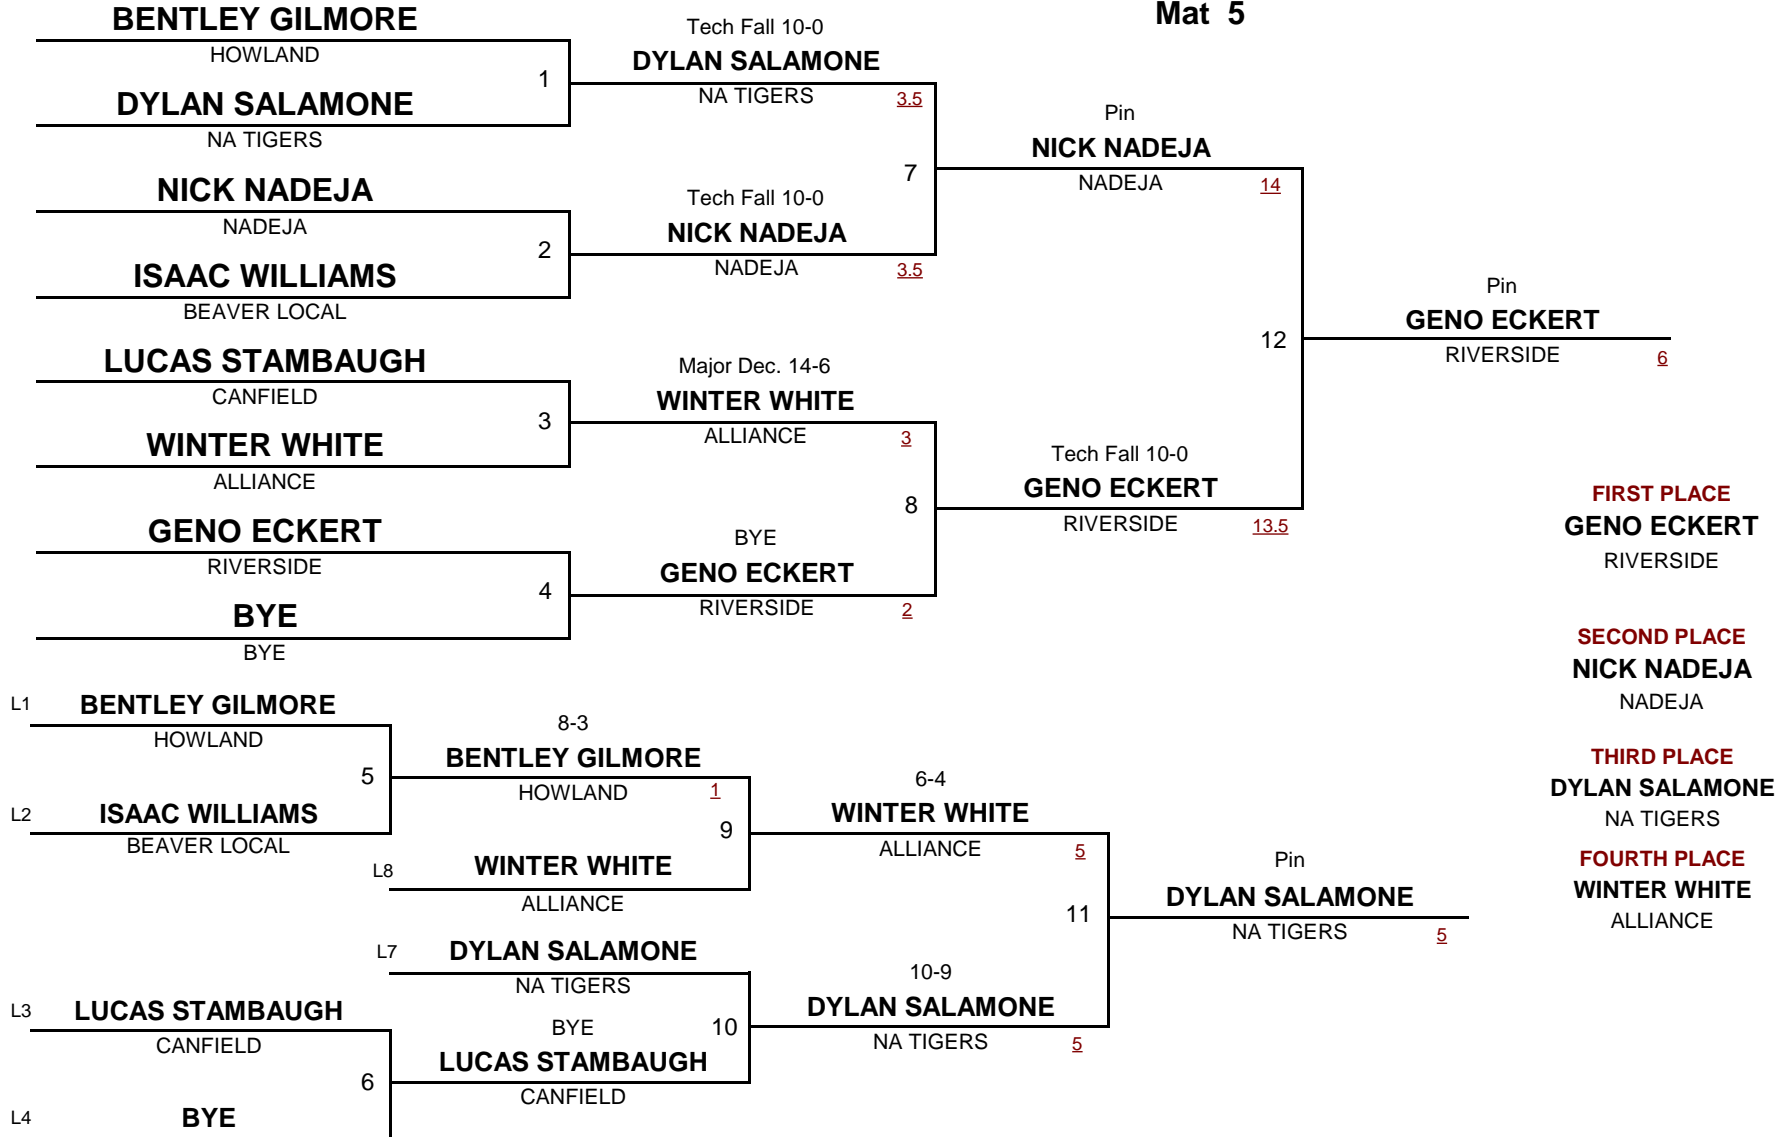 Mat 5
BENTLEY GILMORE
HOWLAND
1
DYLAN SALAMONE
NA TIGERS
NICK NADEJA
NADEJA
2
ISAAC WILLIAMS
BEAVER LOCAL
LUCAS STAMBAUGH
CANFIELD
3
WINTER WHITE
ALLIANCE
GENO ECKERT
RIVERSIDE
4
BYE
BYE
Tech Fall 10-0
DYLAN SALAMONE
NA TIGERS 3.5
7
Tech Fall 10-0
NICK NADEJA
NADEJA 3.5
Major Dec. 14-6
WINTER WHITE
ALLIANCE 3
8
BYE
GENO ECKERT
RIVERSIDE 2
Pin
NICK NADEJA
NADEJA 14
12
Tech Fall 10-0
GENO ECKERT
RIVERSIDE 13.5
Pin
GENO ECKERT
RIVERSIDE 6
FIRST PLACE
GENO ECKERT
RIVERSIDE
SECOND PLACE
NICK NADEJA
NADEJA
THIRD PLACE
DYLAN SALAMONE
NA TIGERS
FOURTH PLACE
WINTER WHITE
ALLIANCE
L1 BENTLEY GILMORE
HOWLAND
5
L2 ISAAC WILLIAMS
BEAVER LOCAL
8-3
BENTLEY GILMORE
HOWLAND 1
9
L8 WINTER WHITE
ALLIANCE
L7 DYLAN SALAMONE
NA TIGERS
10
BYE
LUCAS STAMBAUGH
CANFIELD
L3 LUCAS STAMBAUGH
CANFIELD
6
L4 BYE
6-4
WINTER WHITE
ALLIANCE 5
11
10-9
DYLAN SALAMONE
NA TIGERS 5
Pin
DYLAN SALAMONE
NA TIGERS 5